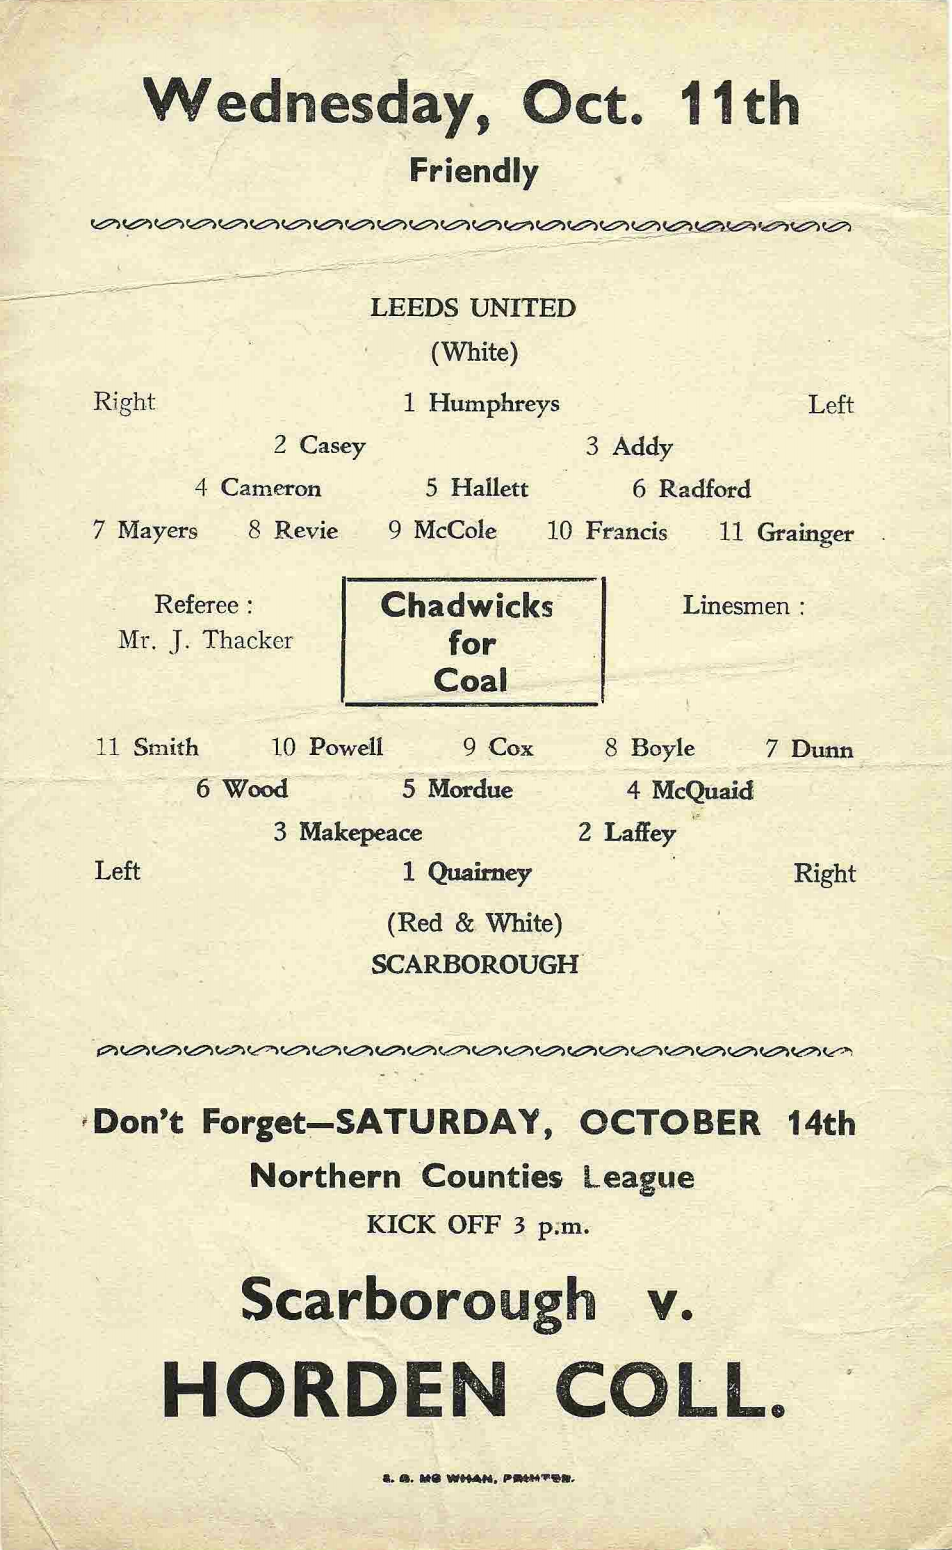 Wednesday, Oct. 11th
Friendly
LEEDS UNITED
(White)
Right 1 Humphreys Left
2 Casey 3 Addy
4 Cameron 5 Hallett 6 Radford
7 Mayers 8 Revie 9 McCole 10 Francis 11 Grainger
Referee : Chadwicks for Coal Linesmen :
Mr. J. Thacker
11 Smith 10 Powell 9 Cox 8 Boyle 7 Dunn
6 Wood 5 Mordue 4 McQuaid
3 Makepeace 2 Laffey
Left 1 Quairney Right
(Red & White)
SCARBOROUGH
Don't Forget—SATURDAY, OCTOBER 14th
Northern Counties League
KICK OFF 3 p.m.
Scarborough v.
HORDEN COLL.
WHAN, PRINTER.